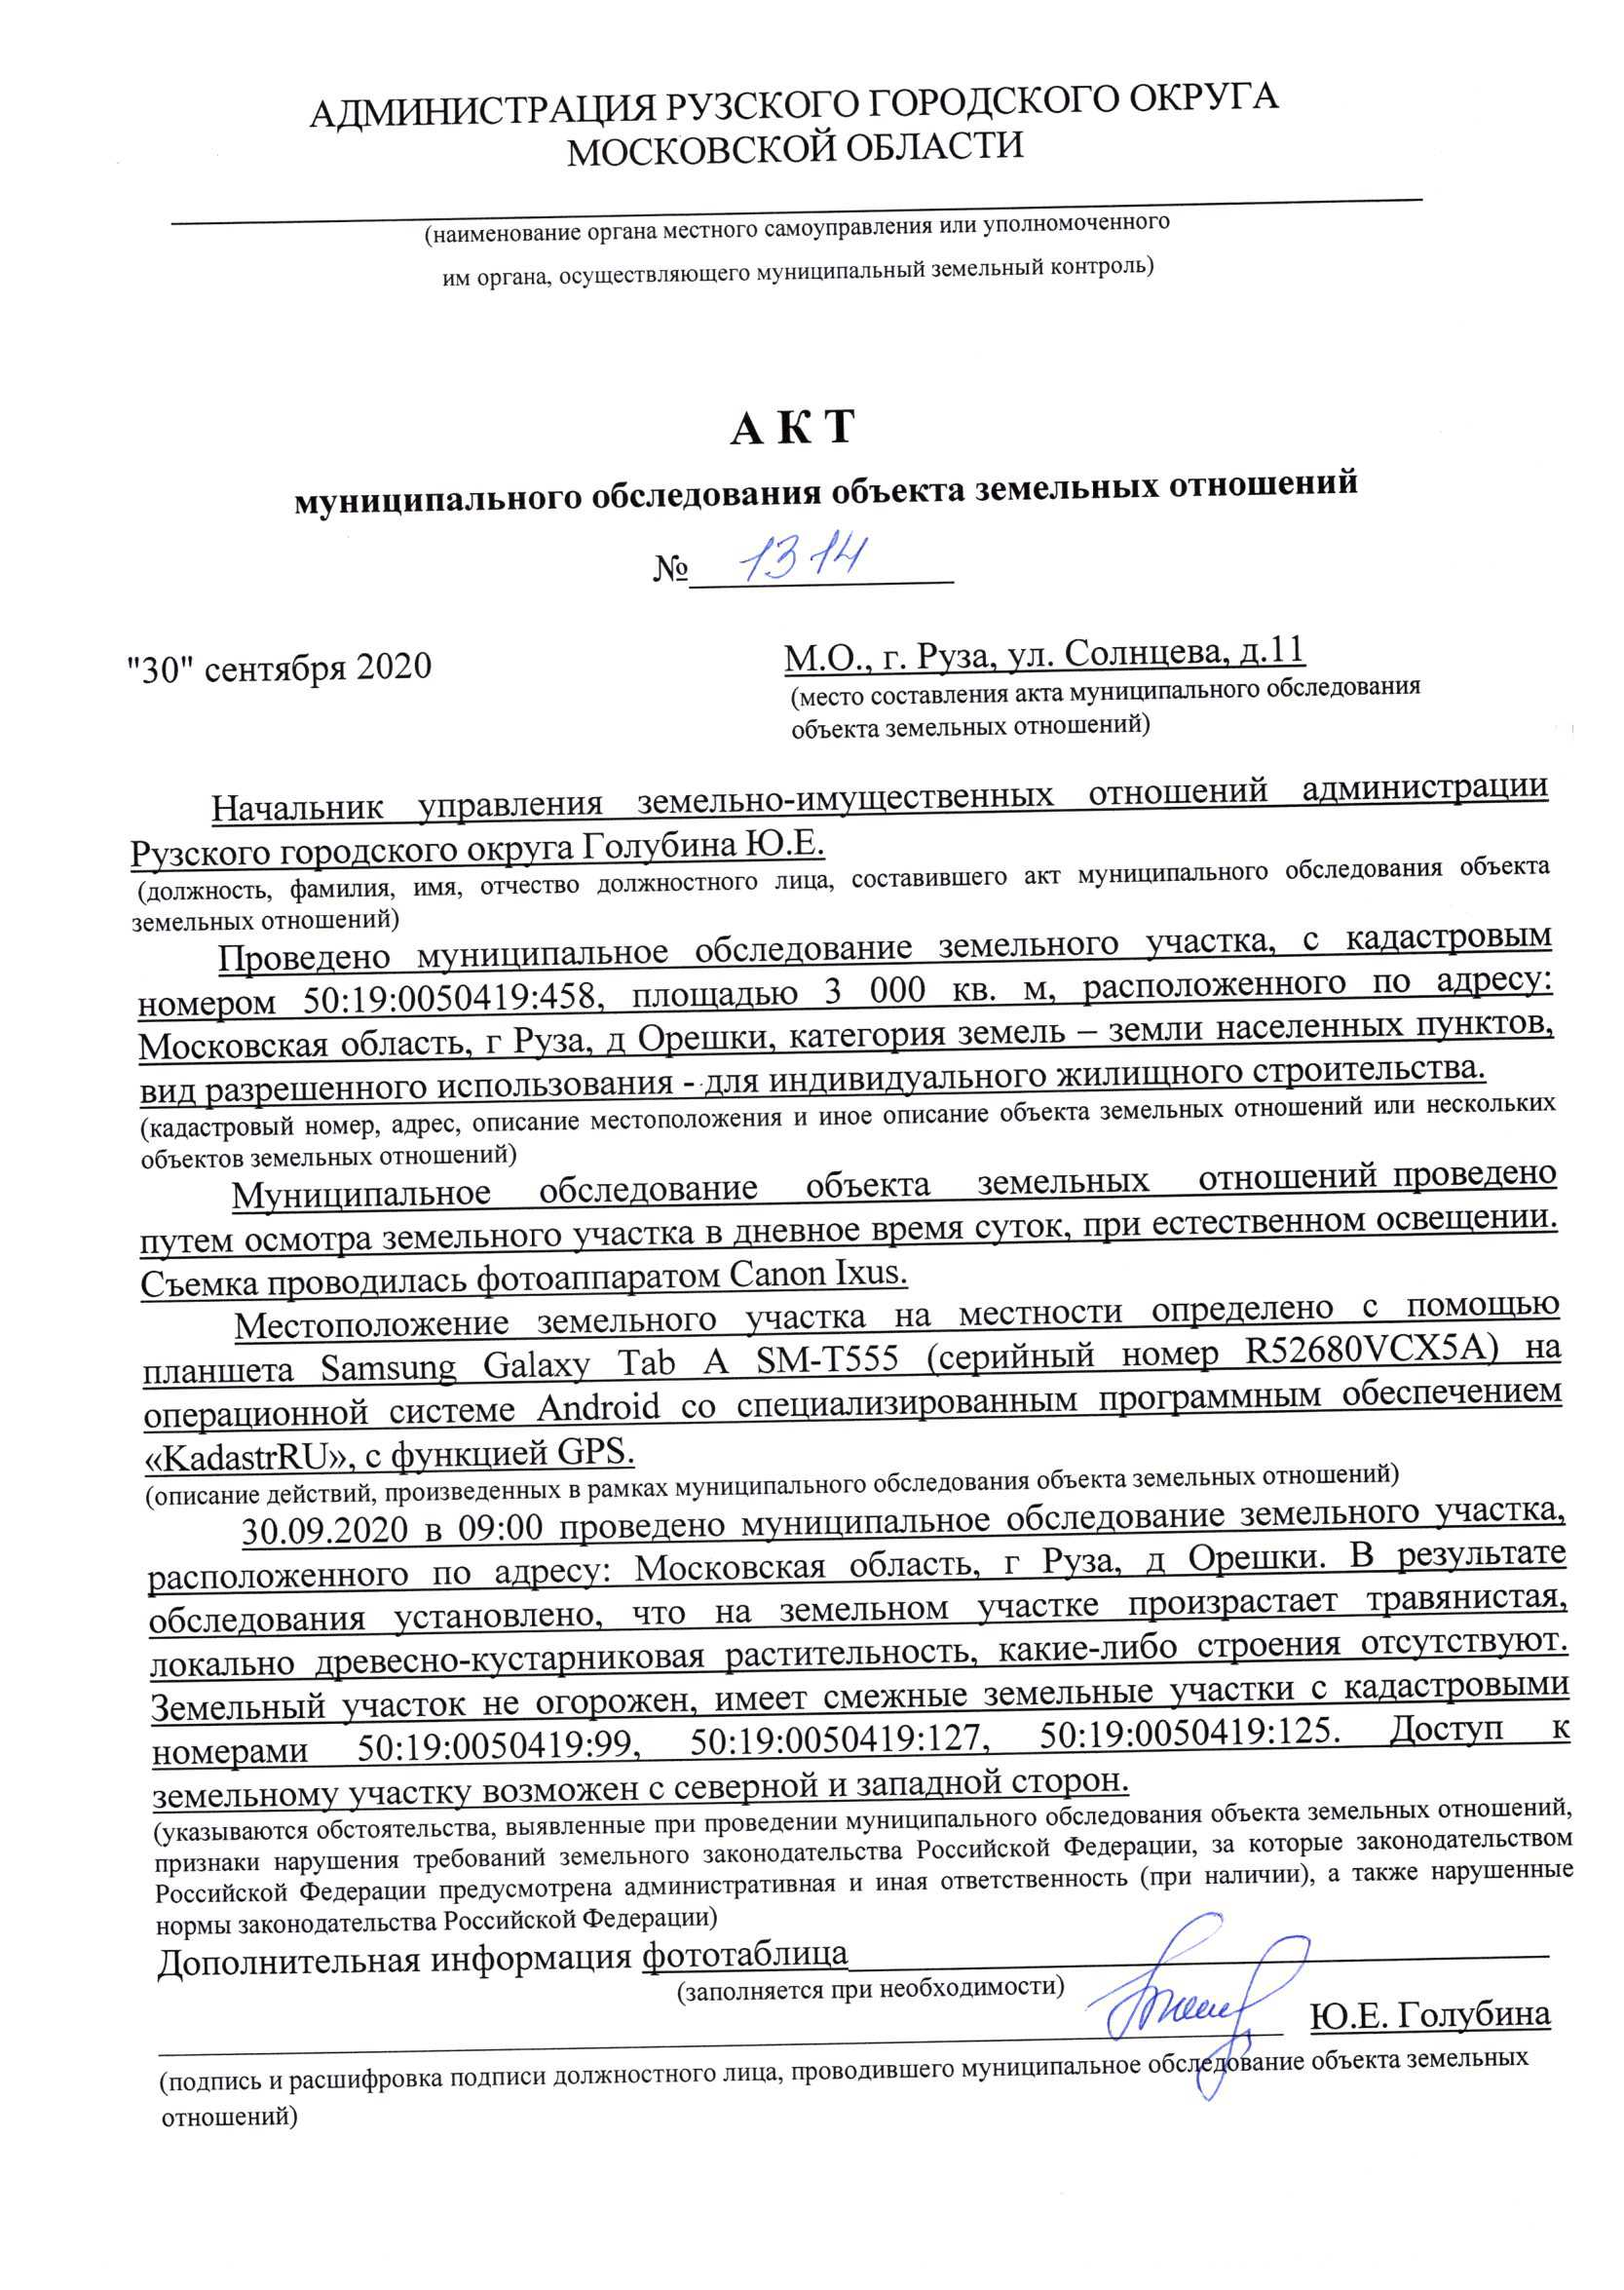 АДМИНИСТРАЦИЯ РУЗСКОГО ГОРОДСКОГО ОКРУГА
МОСКОВСКОЙ ОБЛАСТИ
(наименование органа местного самоуправления или уполномоченного
им органа, осуществляющего муниципальный земельный контроль)
А К Т
муниципального обследования объекта земельных отношений
№ 1314
"30" сентября 2020
М.О., г. Руза, ул. Солнцева, д.11
(место составления акта муниципального обследования
объекта земельных отношений)
Начальник управления земельно-имущественных отношений администрации
Рузского городского округа Голубина Ю.Е.
(должность, фамилия, имя, отчество должностного лица, составившего акт муниципального обследования объекта
земельных отношений)
Проведено муниципальное обследование земельного участка, с кадастровым
номером 50:19:0050419:458, площадью 3 000 кв. м, расположенного по адресу:
Московская область, г Руза, д Орешки, категория земель – земли населенных пунктов,
вид разрешенного использования - для индивидуального жилищного строительства.
(кадастровый номер, адрес, описание местоположения и иное описание объекта земельных отношений или нескольких
объектов земельных отношений)
Муниципальное обследование объекта земельных отношений проведено
путем осмотра земельного участка в дневное время суток, при естественном освещении.
Съемка проводилась фотоаппаратом Canon Ixus.
Местоположение земельного участка на местности определено с помощью
планшета Samsung Galaxy Tab A SM-T555 (серийный номер R52680VCX5A) на
операционной системе Android со специализированным программным обеспечением
«KadastrRU», с функцией GPS.
(описание действий, произведенных в рамках муниципального обследования объекта земельных отношений)
30.09.2020 в 09:00 проведено муниципальное обследование земельного участка,
расположенного по адресу: Московская область, г Руза, д Орешки. В результате
обследования установлено, что на земельном участке произрастает травянистая,
локально древесно-кустарниковая растительность, какие-либо строения отсутствуют.
Земельный участок не огорожен, имеет смежные земельные участки с кадастровыми
номерами 50:19:0050419:99, 50:19:0050419:127, 50:19:0050419:125. Доступ к
земельному участку возможен с северной и западной сторон.
(указываются обстоятельства, выявленные при проведении муниципального обследования объекта земельных отношений,
признаки нарушения требований земельного законодательства Российской Федерации, за которые законодательством
Российской Федерации предусмотрена административная и иная ответственность (при наличии), а также нарушенные
нормы законодательства Российской Федерации)
Дополнительная информация фототаблица
(заполняется при необходимости)
Ю.Е. Голубина
(подпись и расшифровка подписи должностного лица, проводившего муниципальное обследование объекта земельных
отношений)